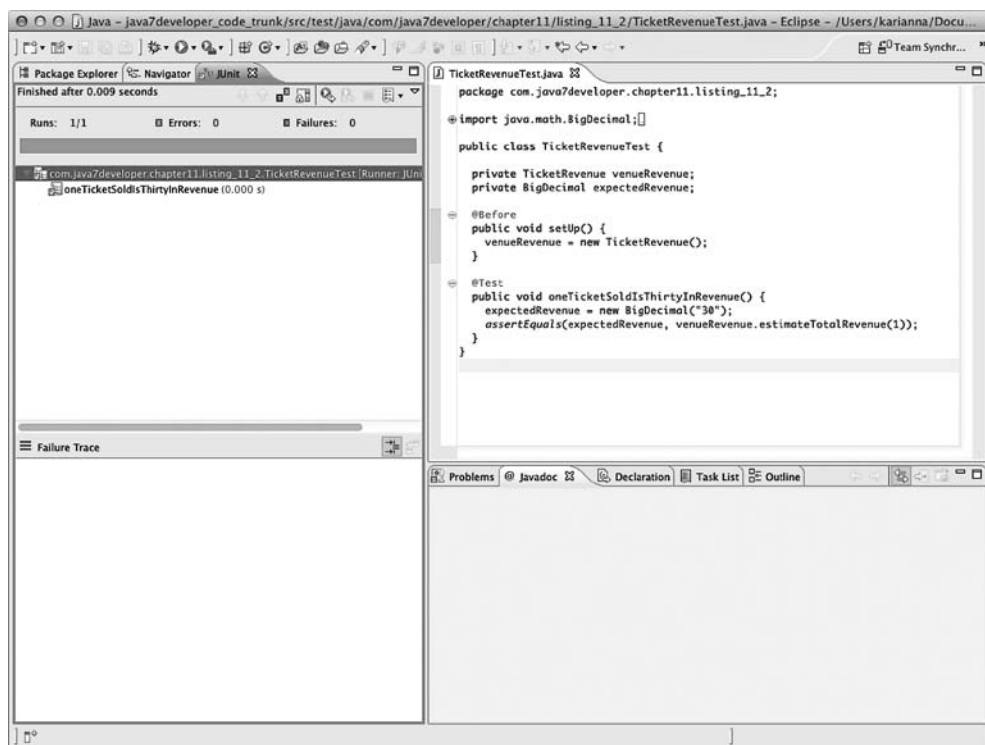 Java – java7developer_code_trunk/src/test/java/com/java7developer/chapter11/listing_11_2/TicketRevenueTest.java – Eclipse – /Users/karianna/Docu...
Team Synchr...
Package Explorer Navigator JUnit
Finished after 0.009 seconds
Runs: 1/1 Errors: 0 Failures: 0
com.java7developer.chapter11.listing_11_2.TicketRevenueTest [Runner: JUni
oneTicketSoldIsThirtyInRevenue (0.000 s)
Failure Trace
TicketRevenueTest.java
package com.java7developer.chapter11.listing_11_2;
import java.math.BigDecimal;
public class TicketRevenueTest {
private TicketRevenue venueRevenue;
private BigDecimal expectedRevenue;
@Before
public void setUp() {
venueRevenue = new TicketRevenue();
}
@Test
public void oneTicketSoldIsThirtyInRevenue() {
expectedRevenue = new BigDecimal("30");
assertEquals(expectedRevenue, venueRevenue.estimateTotalRevenue(1));
}
}
Problems @ Javadoc Declaration Task List Outline